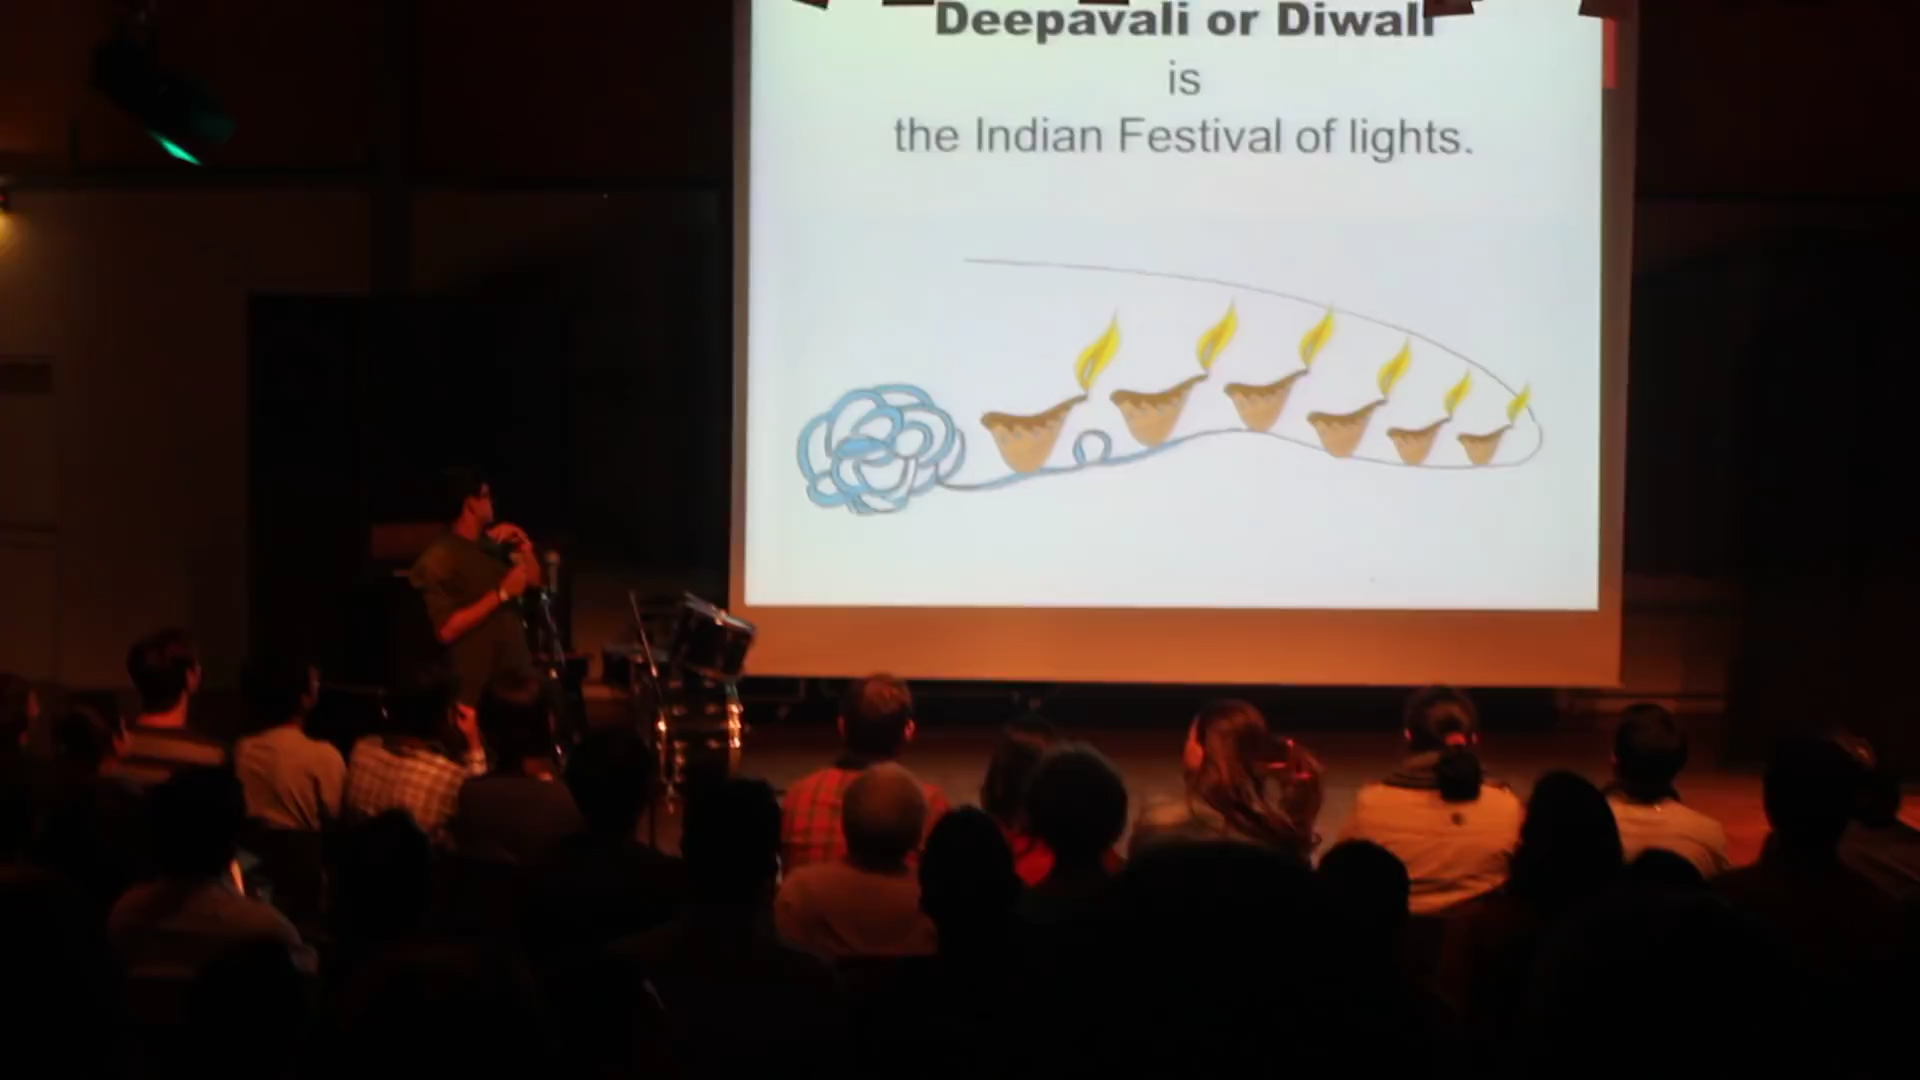 Deepavali or Diwali
is
the Indian Festival of lights.